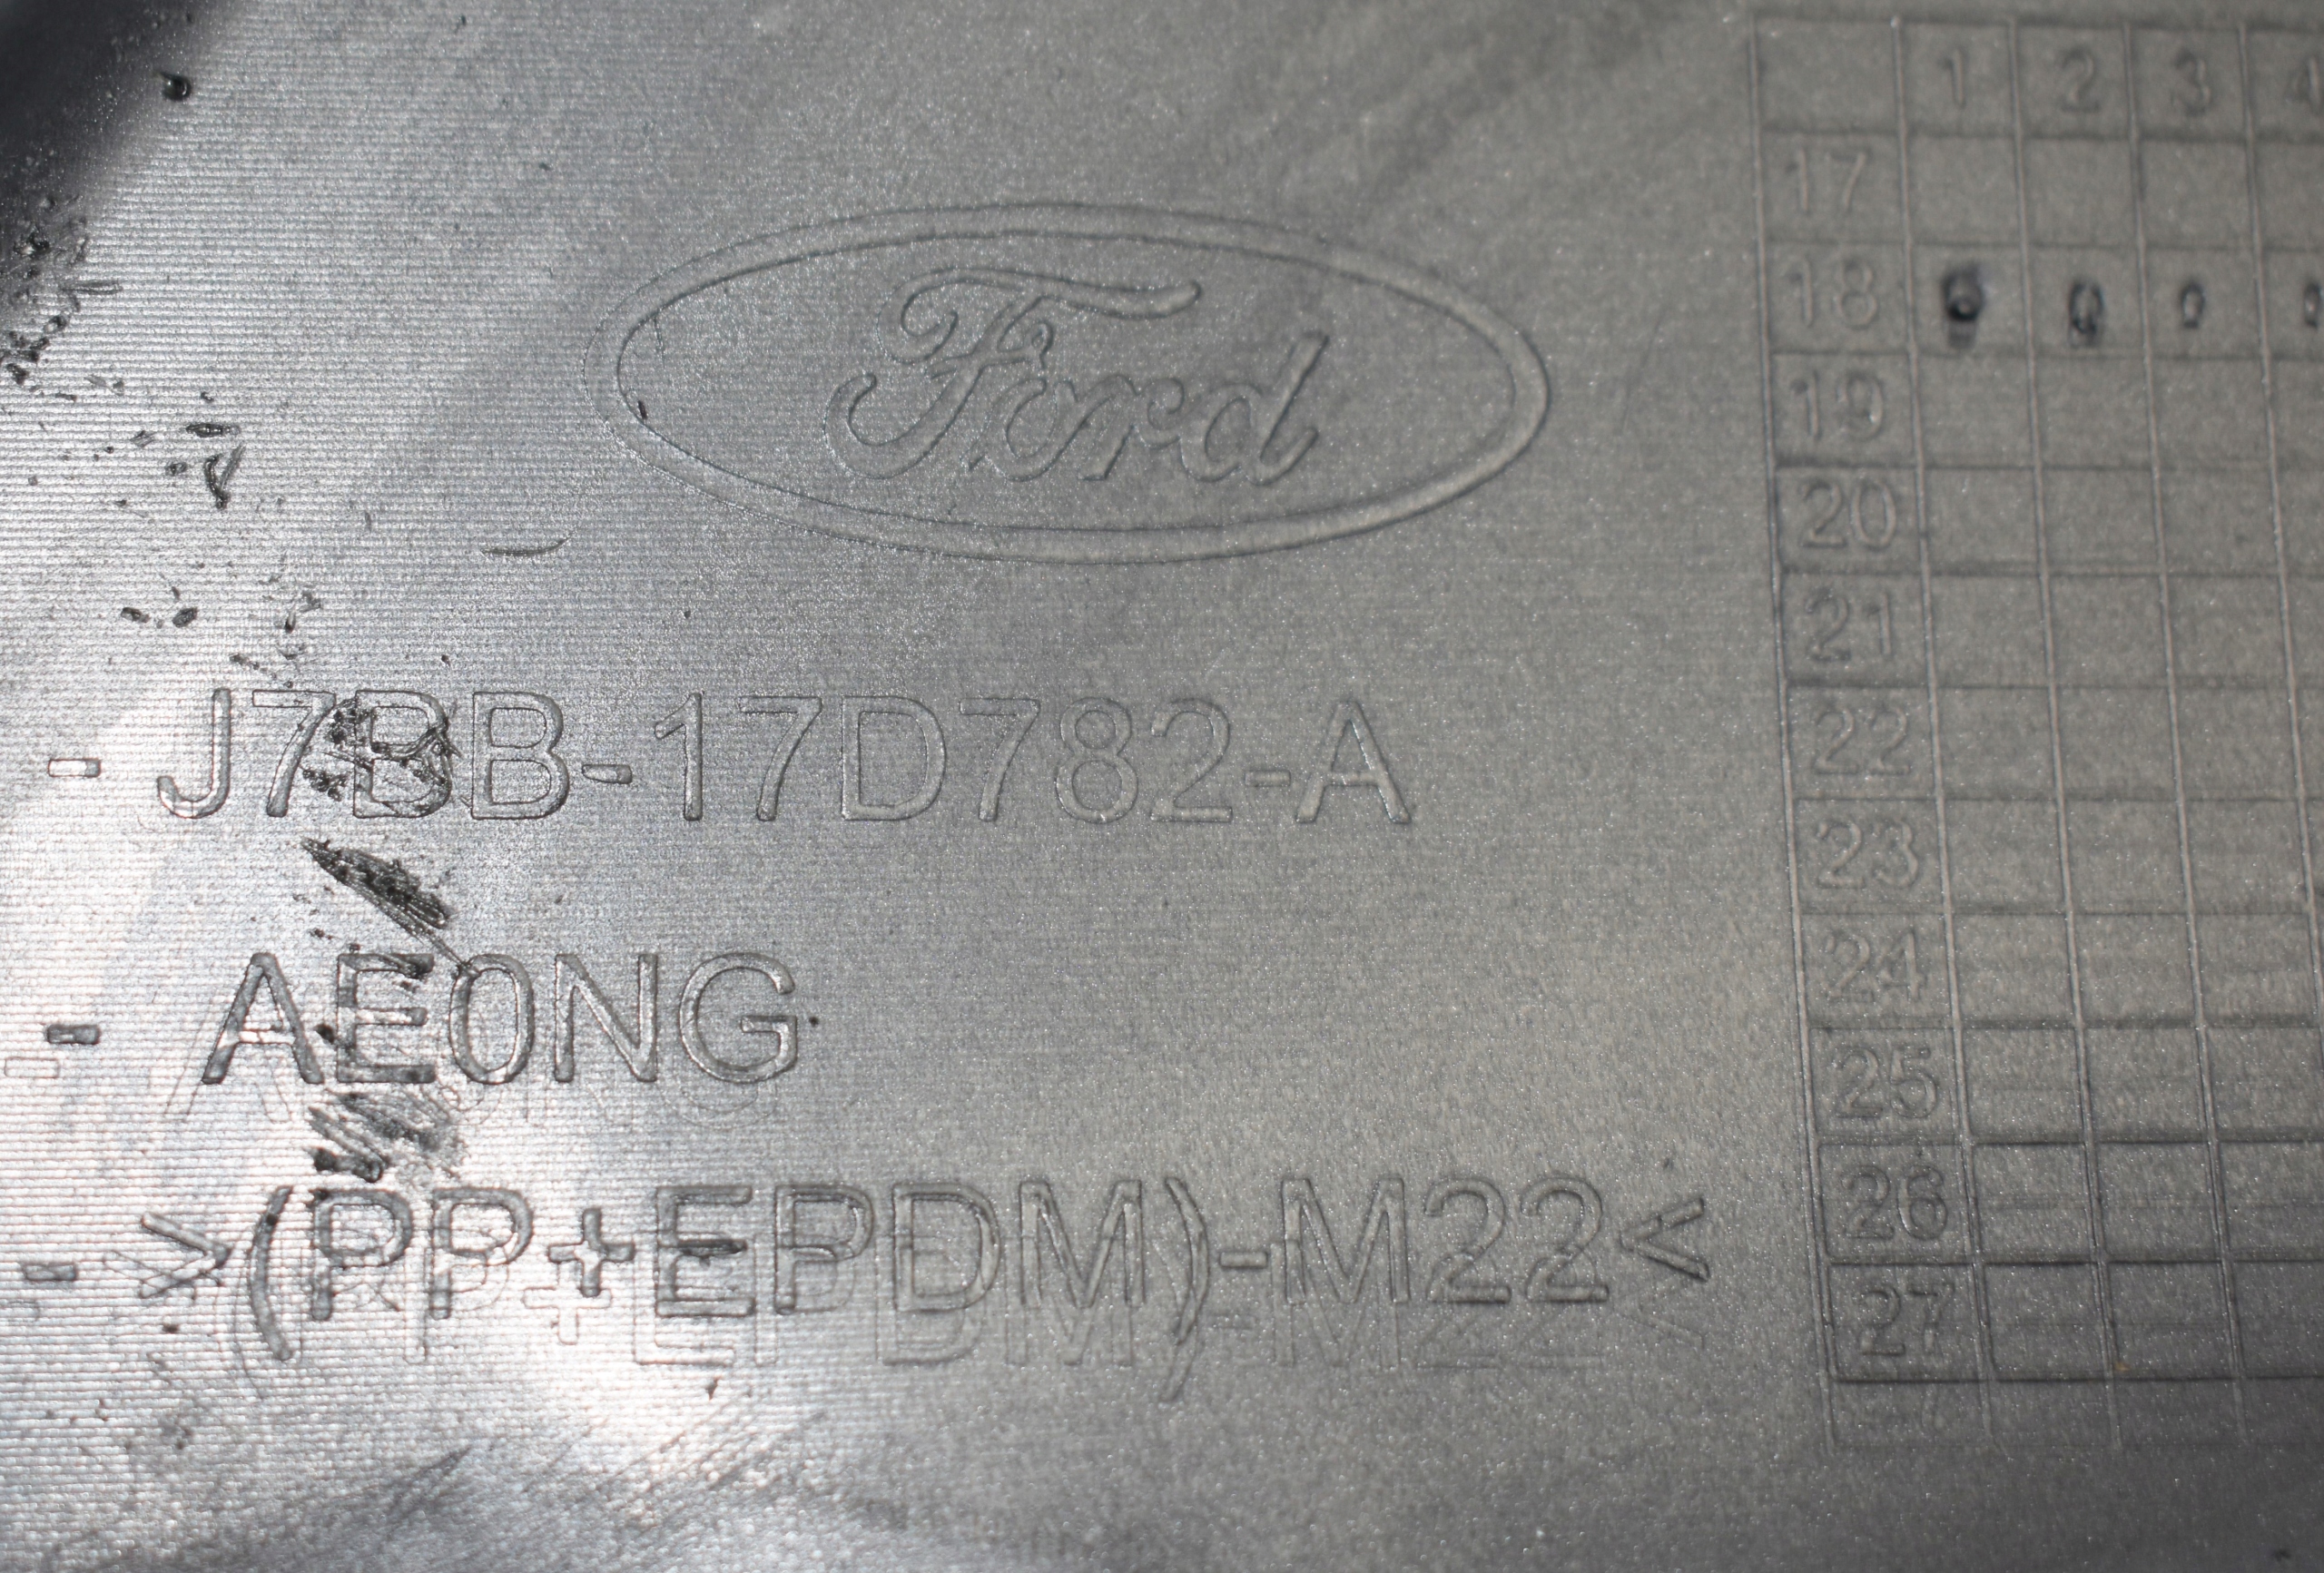 Ford
- J7BB-17D782-A
- AE0NG
- >(PP+EPDM)-M22<
1 2 3 4
17
18
19
20
21
22
23
24
25
26
27